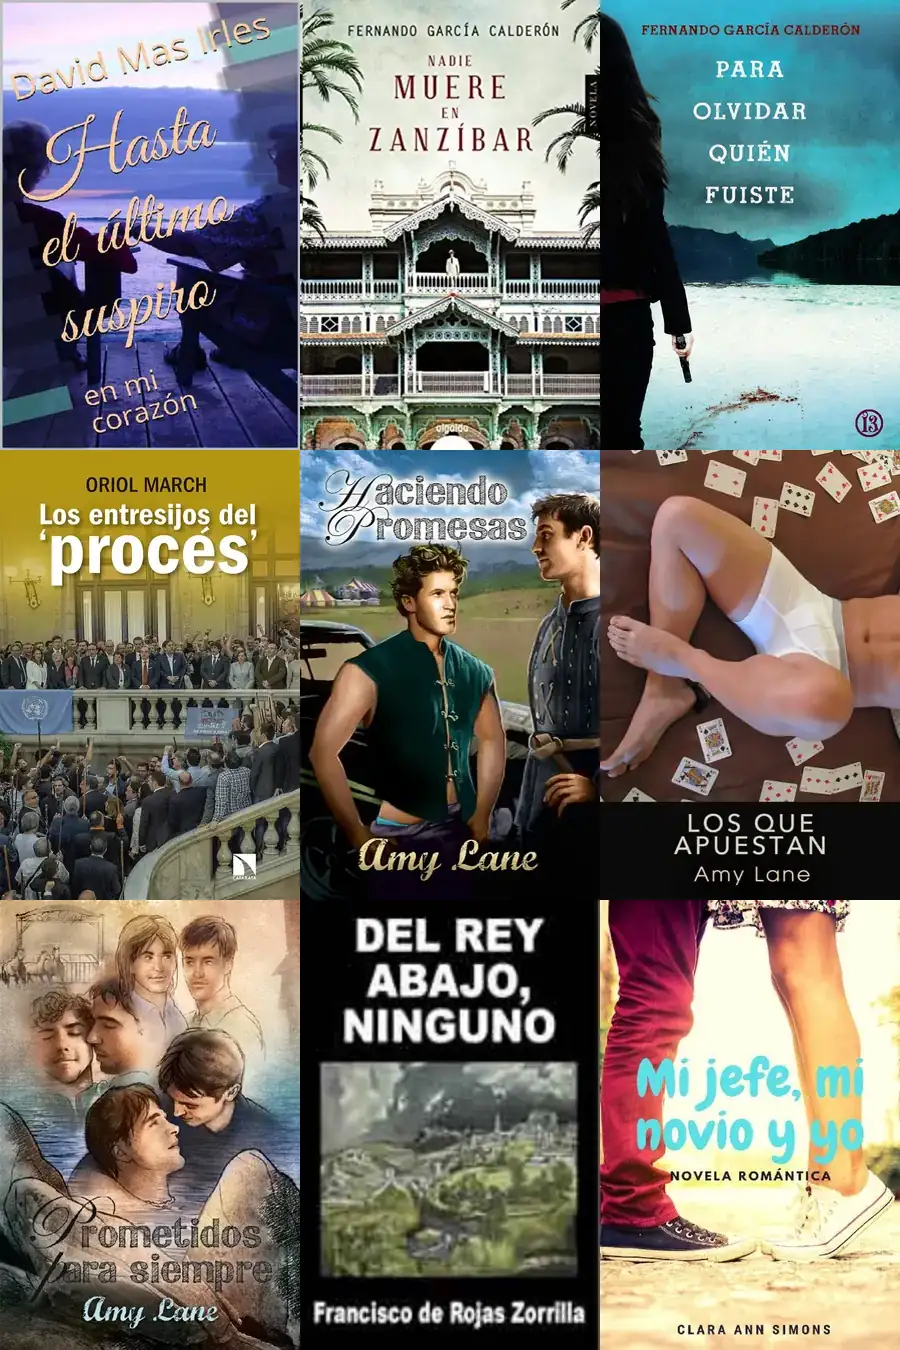 David Mas Irles
Hasta
el último
suspiro
en mi
corazón
FERNANDO GARCÍA CALDERÓN
NADIE
MUERE
EN
ZANZÍBAR
NOVELA
algaida
FERNANDO GARCÍA CALDERÓN
PARA
OLVIDAR
QUIÉN
FUISTE
13
ORIOL MARCH
Los entresijos del
‘procés’
CATARATA
Haciendo
Promesas
Amy Lane
LOS QUE
APUESTAN
Amy Lane
Prometidos
para siempre
Amy Lane
DEL REY
ABAJO,
NINGUNO
Francisco de Rojas Zorrilla
Mi jefe, mi
novio y yo
NOVELA ROMÁNTICA
CLARA ANN SIMONS